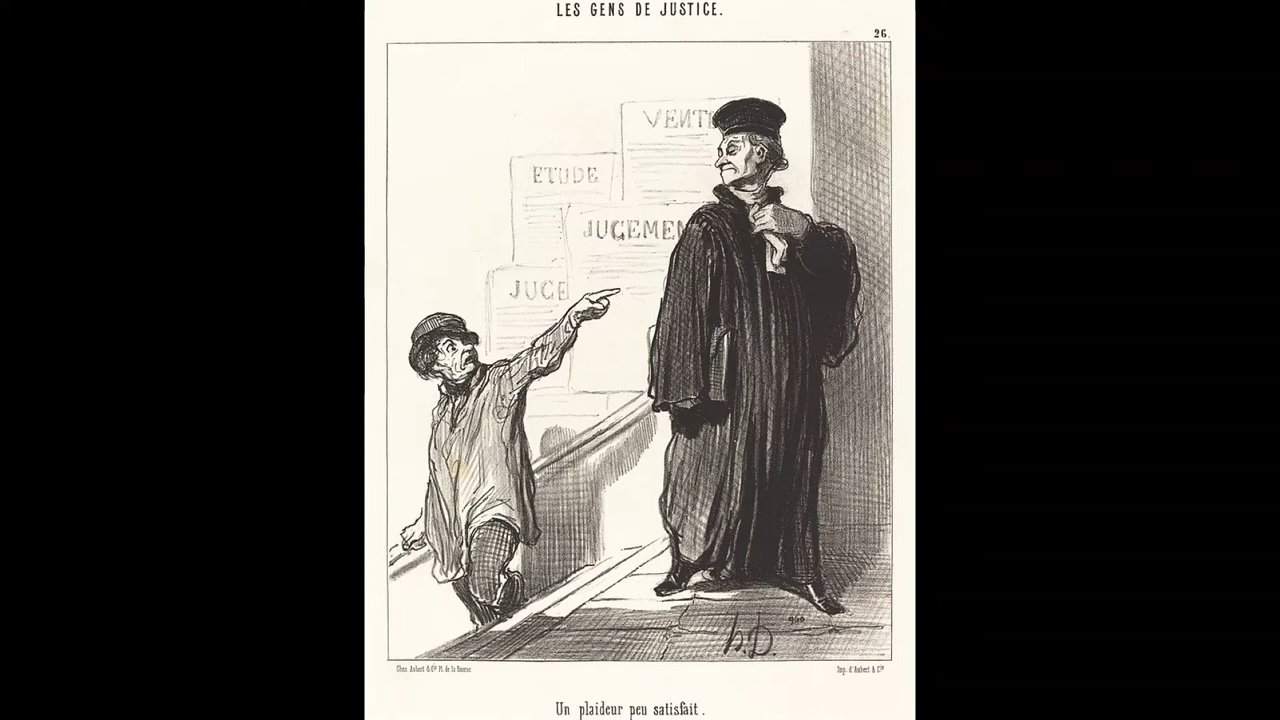 LES GENS DE JUSTICE.
26.
VENT
ETUDE
JUGEMEN
JUGE
h.D.
900
Chez Aubert & Cie Pl. de la Bourse
Imp. d'Aubert & Cie
Un plaideur peu satisfait.